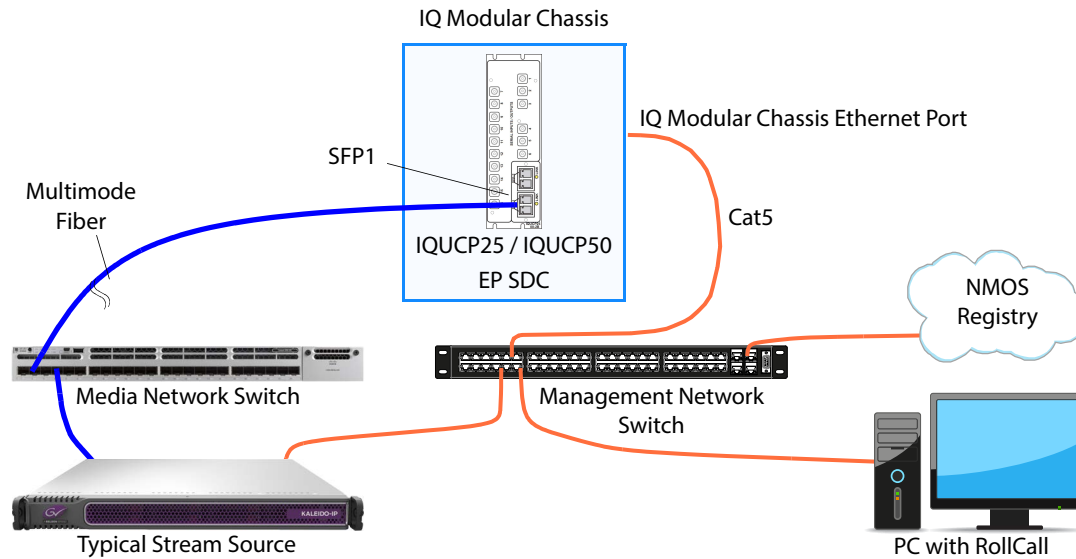 IQ Modular Chassis
IQ Modular Chassis Ethernet Port
SFP1
Multimode
Fiber
Cat5
IQUCP25 / IQUCP50
EP SDC
NMOS
Registry
Media Network Switch
Management Network
Switch
KALEIDO-IP
Typical Stream Source
PC with RollCall